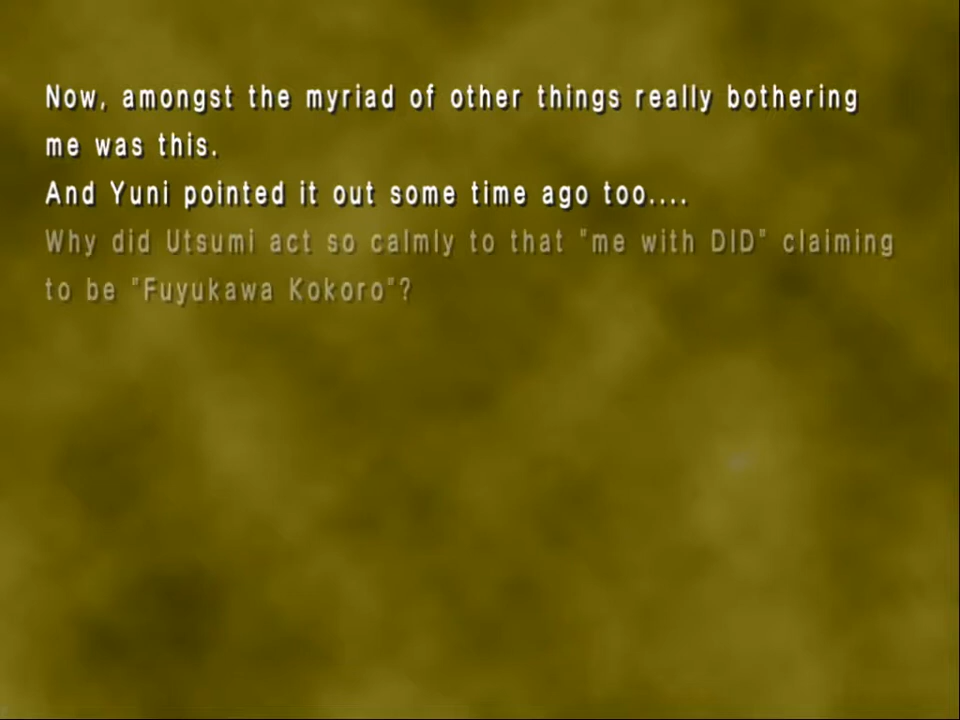 Now, amongst the myriad of other things really bothering
me was this.
And Yuni pointed it out some time ago too....
Why did Utsumi act so calmly to that "me with DID" claiming
to be "Fuyukawa Kokoro"?